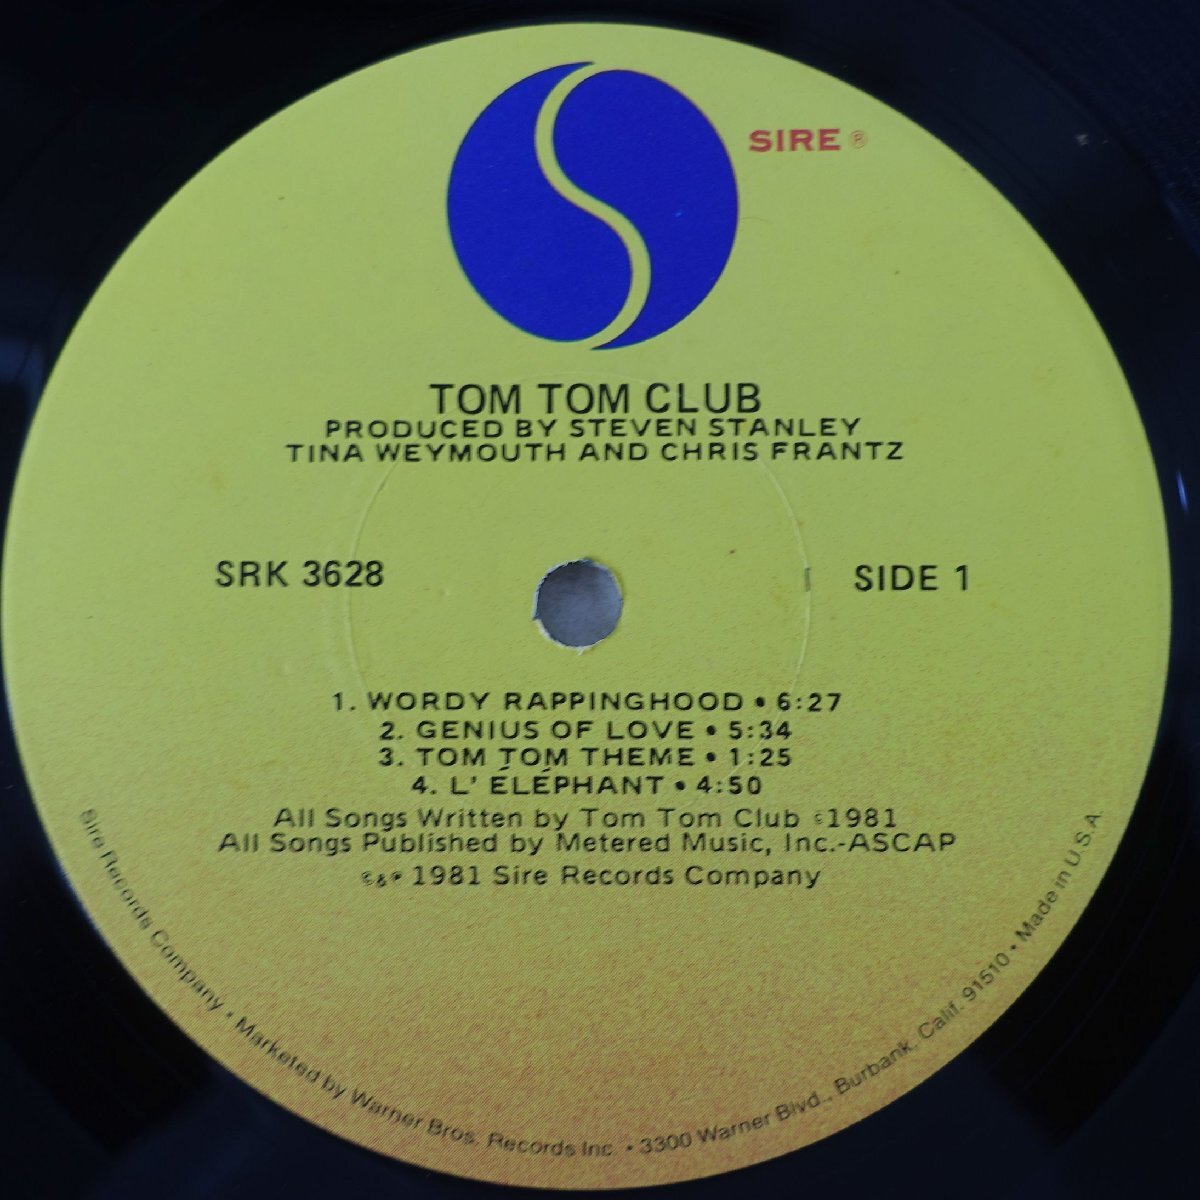 SIRE ®
TOM TOM CLUB
PRODUCED BY STEVEN STANLEY
TINA WEYMOUTH AND CHRIS FRANTZ
SRK 3628
SIDE 1
1. WORDY RAPPINGHOOD • 6:27
2. GENIUS OF LOVE • 5:34
3. TOM TOM THEME • 1:25
4. L' ÉLÉPHANT • 4:50
All Songs Written by Tom Tom Club ©1981
All Songs Published by Metered Music, Inc.-ASCAP
©&℗ 1981 Sire Records Company
Sire Records Company • Marketed by Warner Bros. Records Inc. • 3300 Warner Blvd., Burbank, Calif. 91510 • Made in U.S.A.